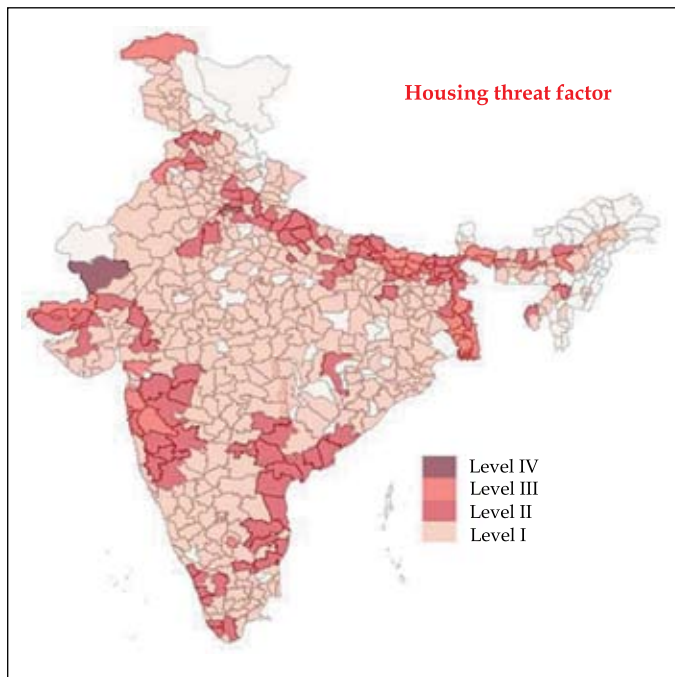 Housing threat factor
Level IV
Level III
Level II
Level I